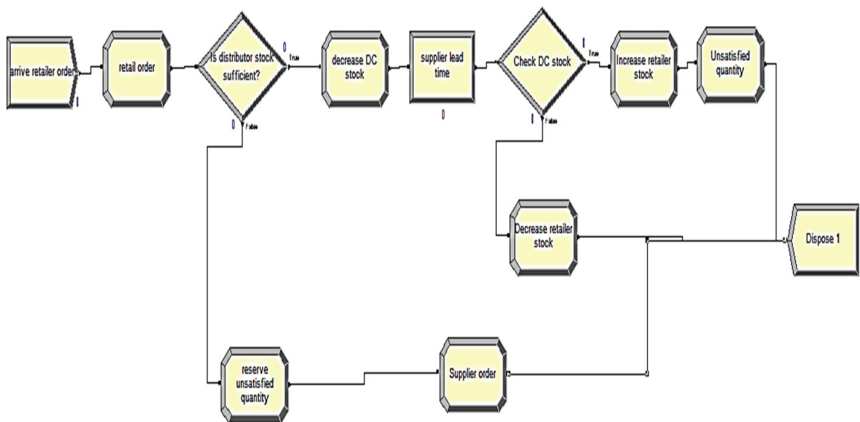 arrive retailer order
0
retail order
Is distributor stock
sufficient?
0
True
0
False
decrease DC
stock
supplier lead
time
0
Check DC stock
0
True
0
False
Increase retailer
stock
Unsatisfied
quantity
Decrease retailer
stock
Dispose 1
reserve
unsatisfied
quantity
Supplier order